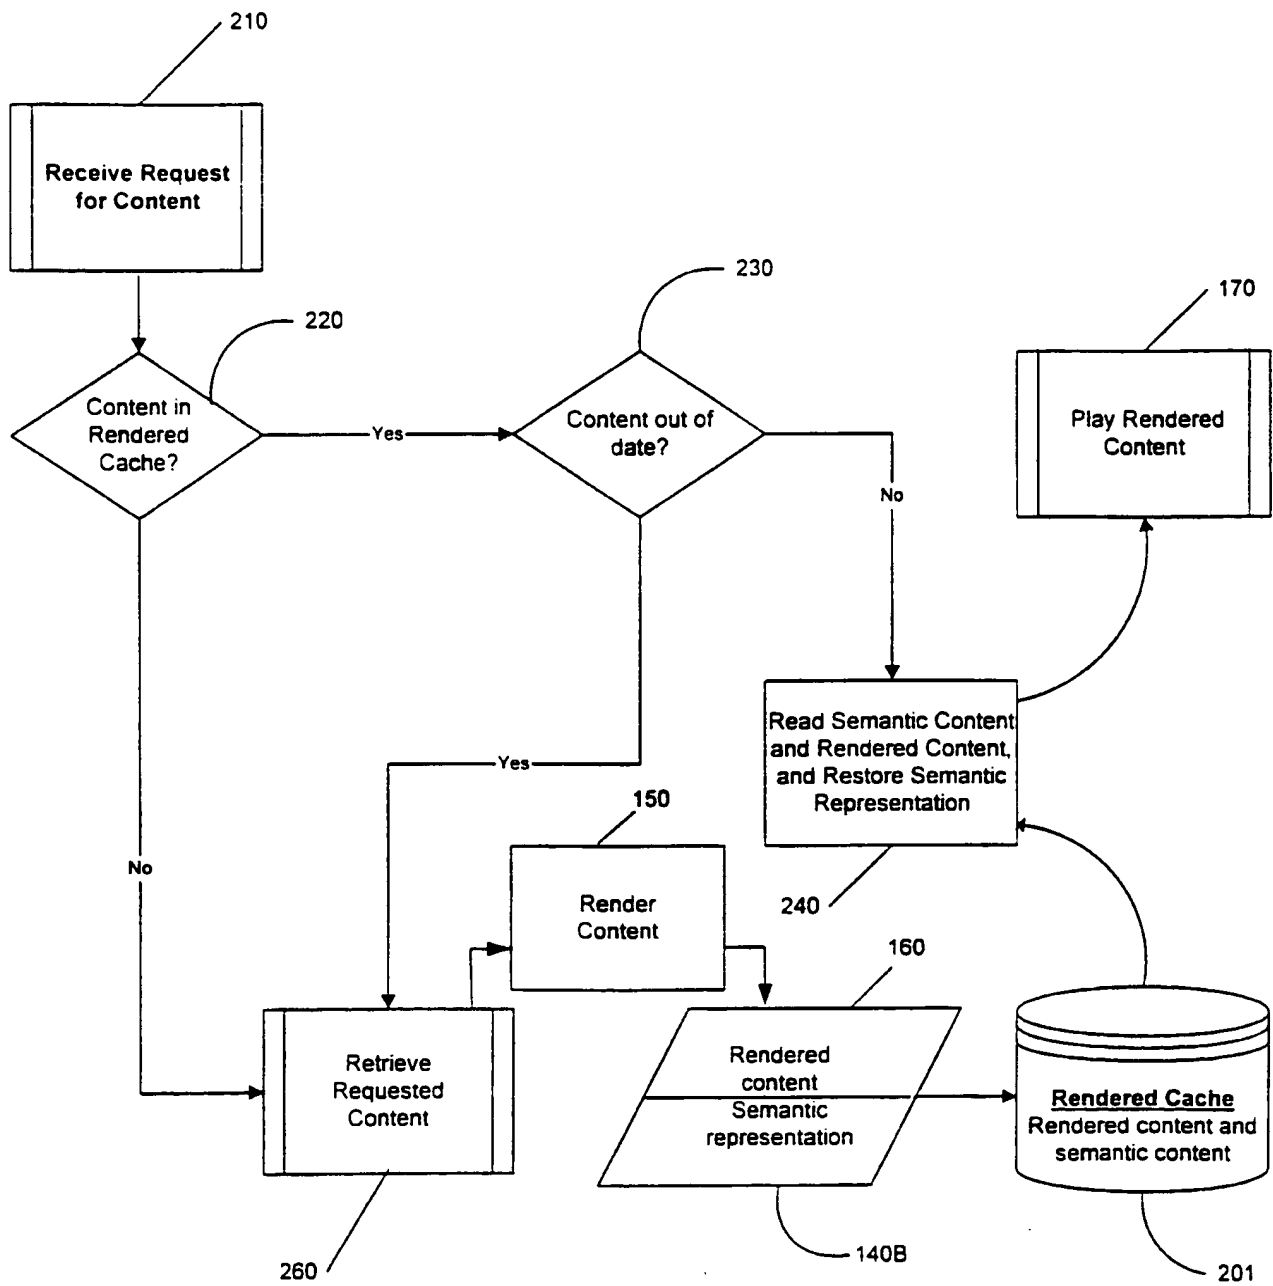 210
Receive Request
for Content
230
170
220
Content in
Rendered
Cache?
Yes
Content out of
date?
No
Play Rendered
Content
Read Semantic Content
and Rendered Content,
and Restore Semantic
Representation
Yes
150
No
Render
Content
240
160
Retrieve
Requested
Content
Rendered
content
Semantic
representation
Rendered Cache
Rendered content and
semantic content
260
140B
201